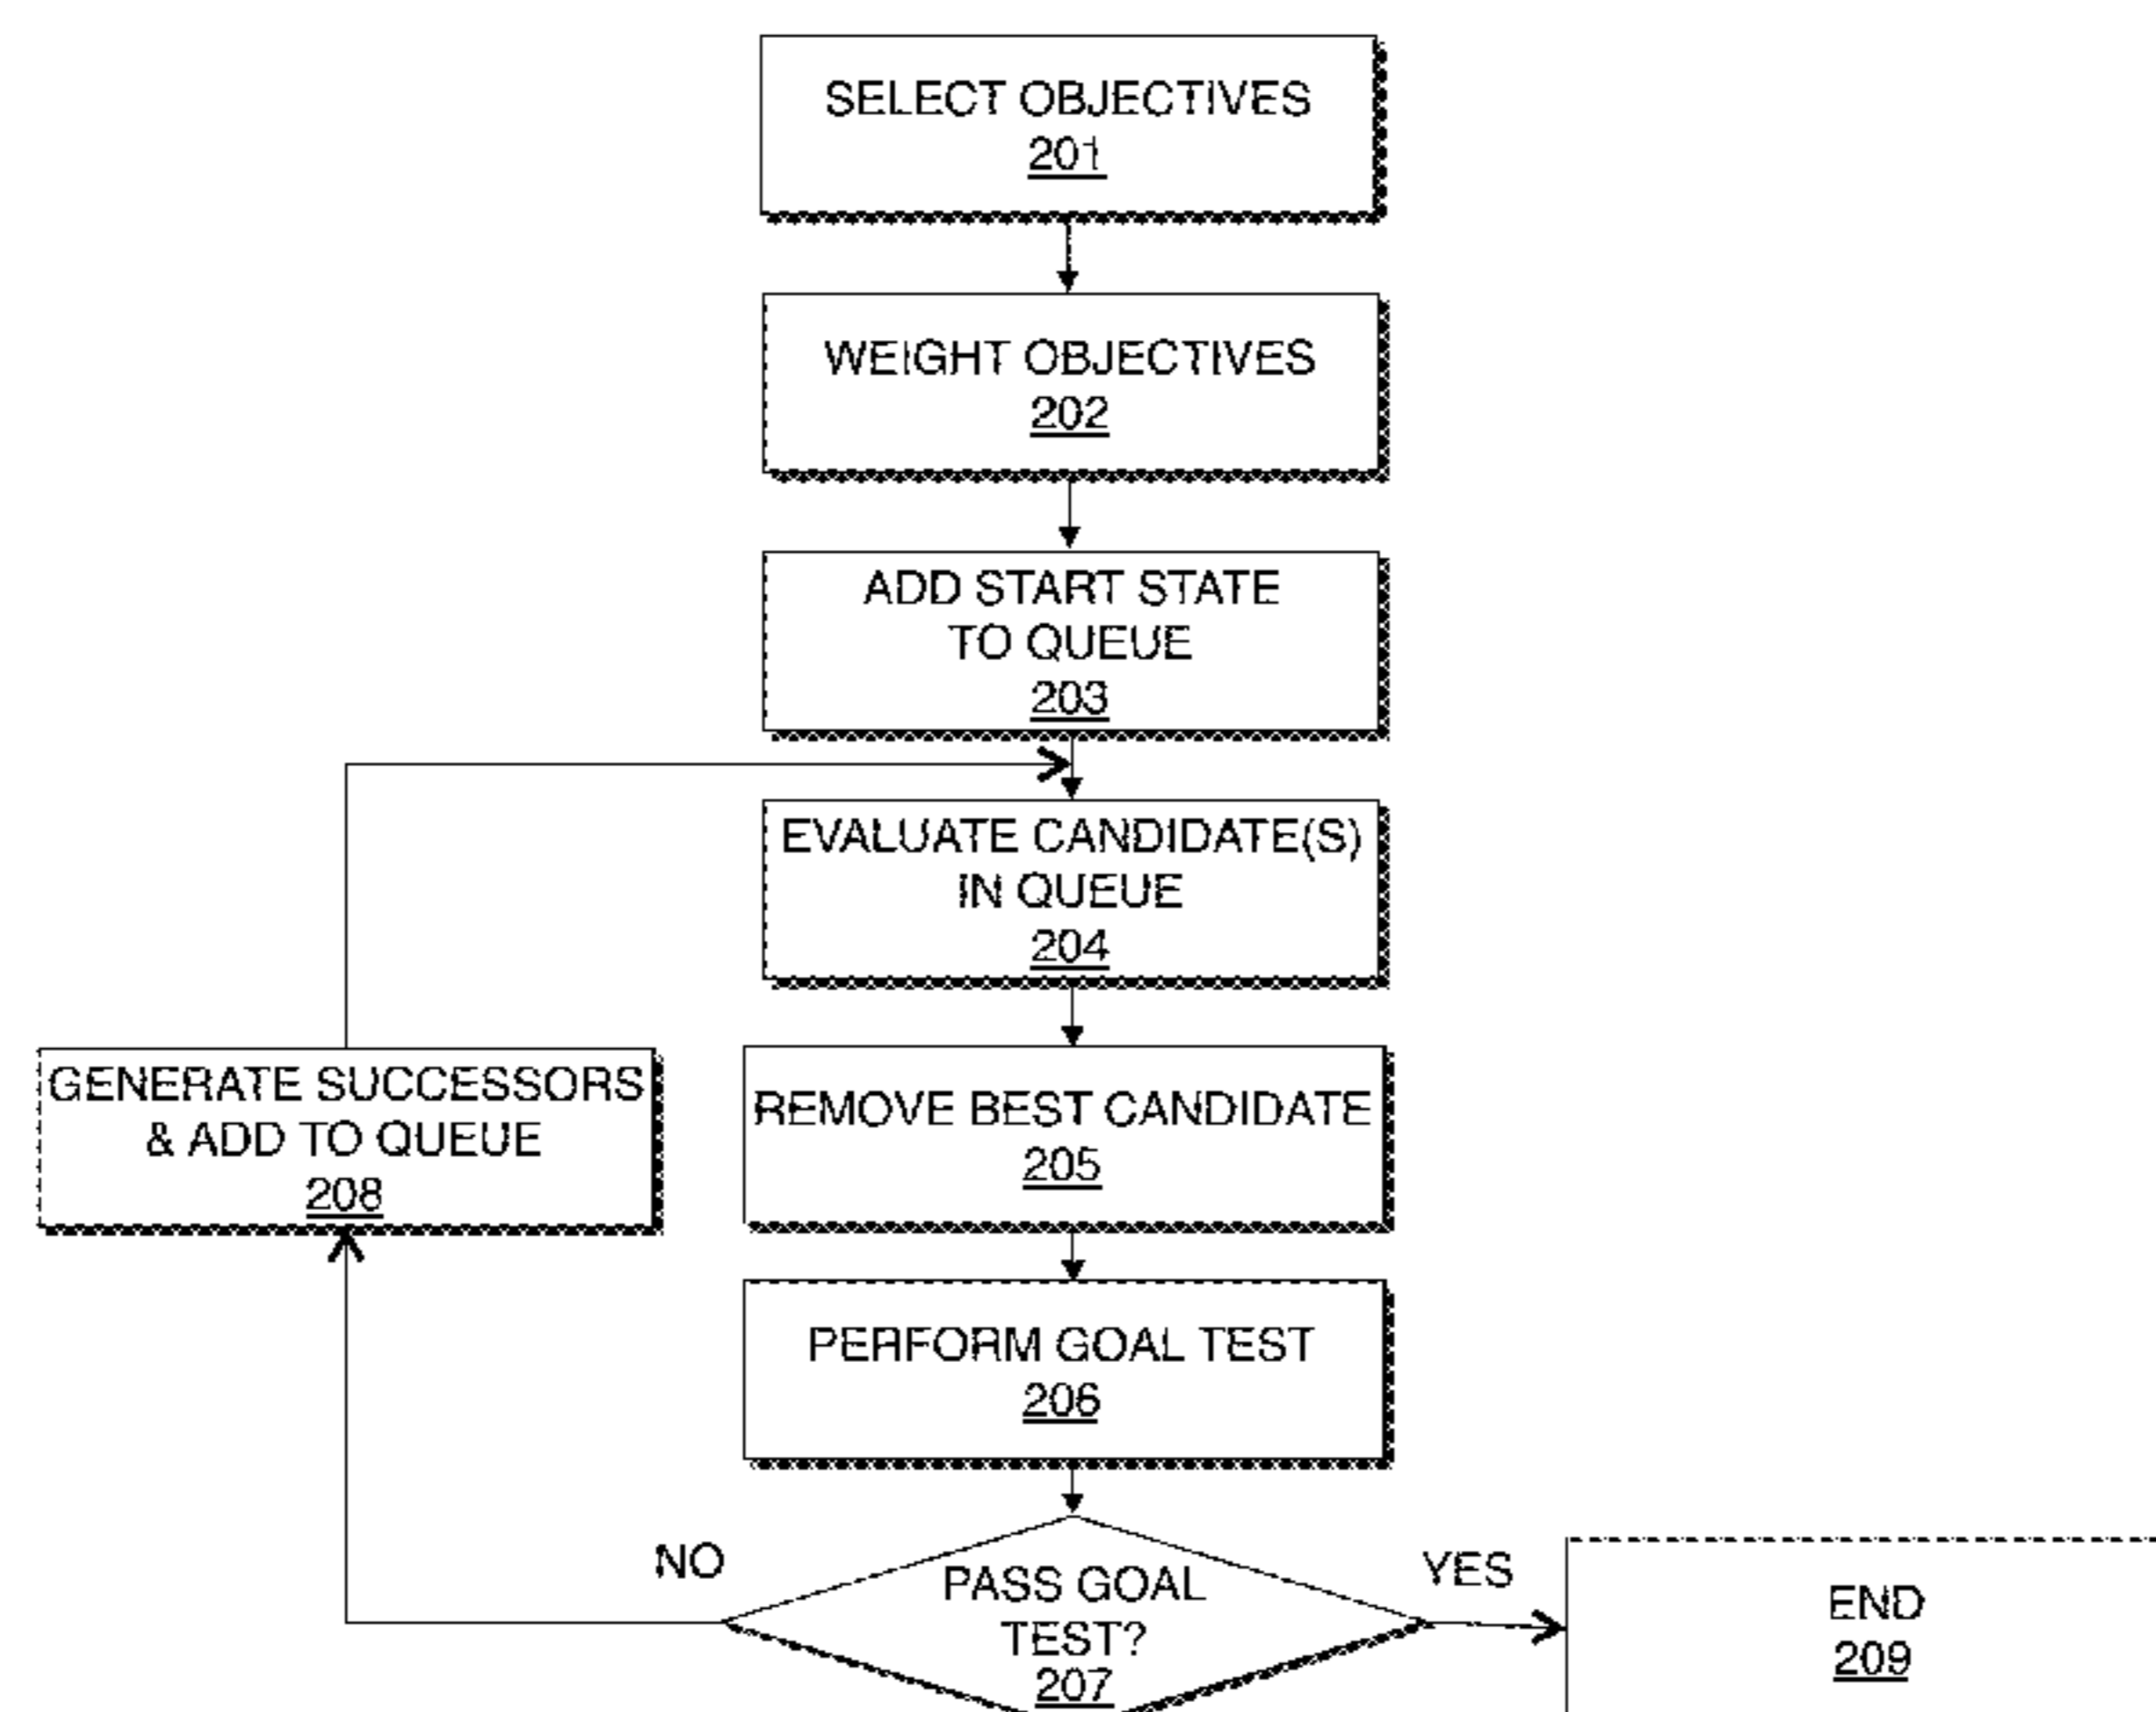 SELECT OBJECTIVES
201
WEIGHT OBJECTIVES
202
ADD START STATE
TO QUEUE
203
EVALUATE CANDIDATE(S)
IN QUEUE
204
GENERATE SUCCESSORS
& ADD TO QUEUE
208
REMOVE BEST CANDIDATE
205
PERFORM GOAL TEST
206
NO
PASS GOAL
TEST?
207
YES
END
209